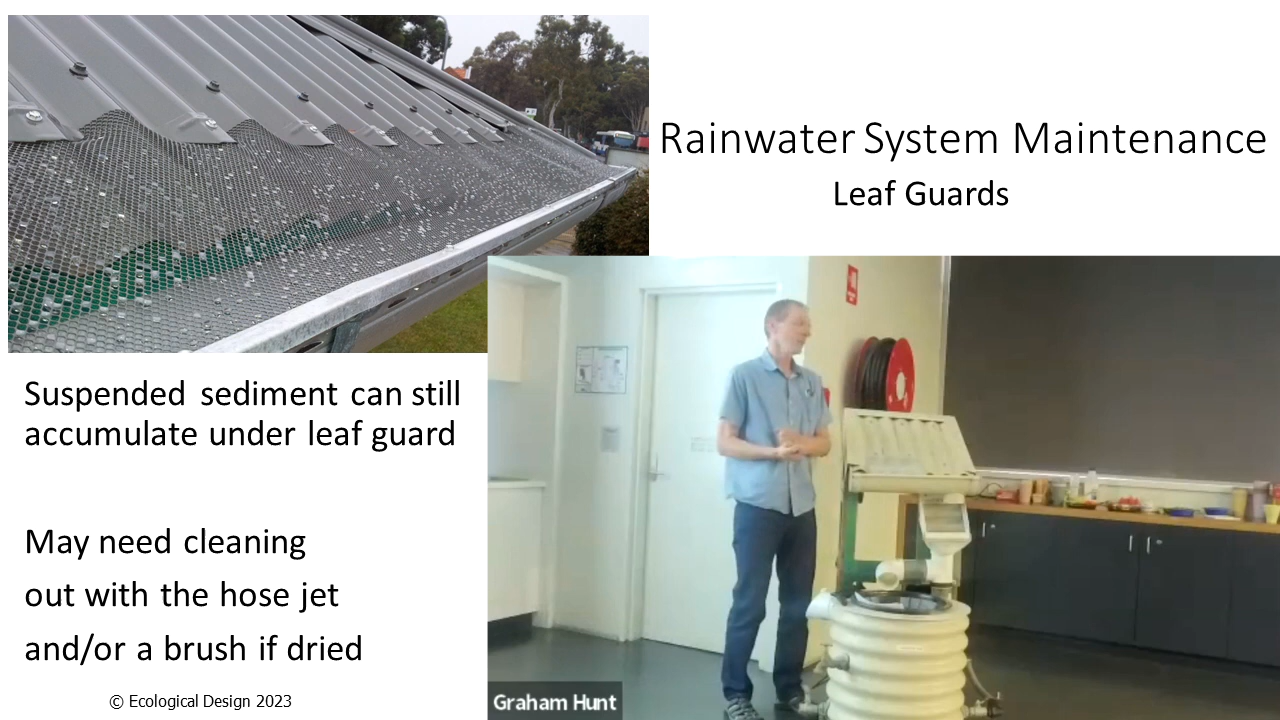 Rainwater System Maintenance
Leaf Guards
Suspended sediment can still
accumulate under leaf guard
May need cleaning
out with the hose jet
and/or a brush if dried
© Ecological Design 2023
Graham Hunt